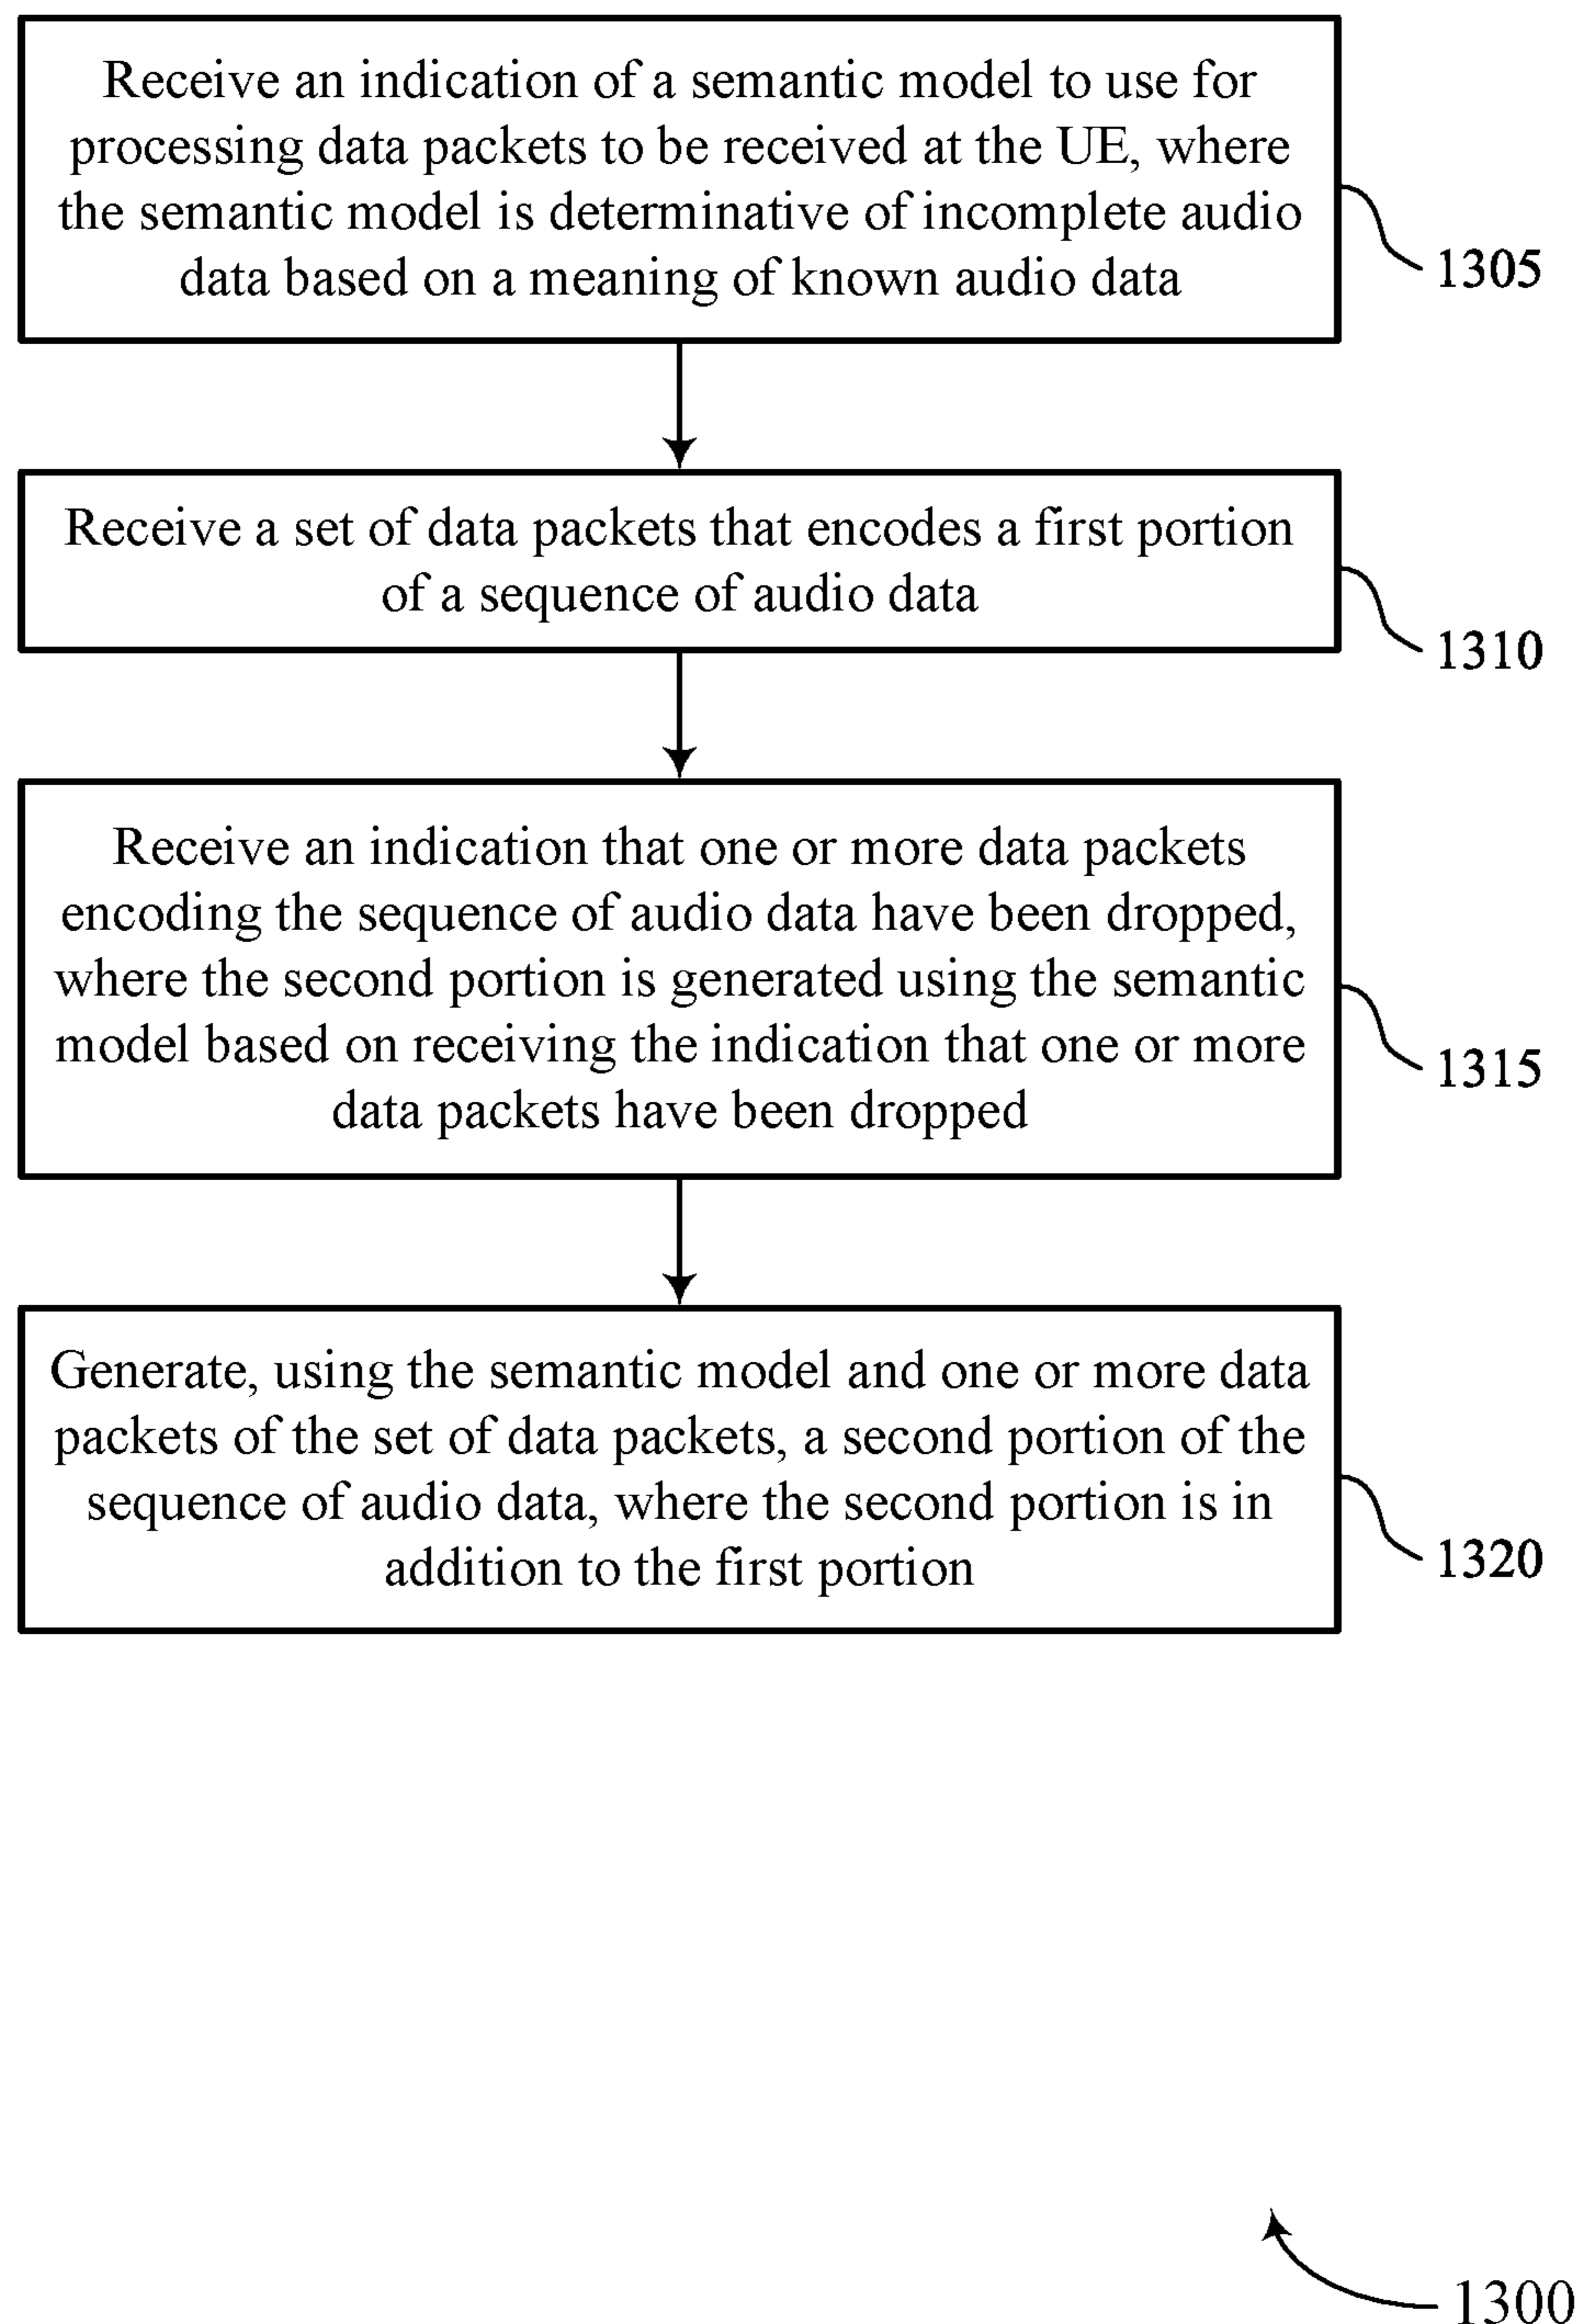 Receive an indication of a semantic model to use for
processing data packets to be received at the UE, where
the semantic model is determinative of incomplete audio
data based on a meaning of known audio data
1305
Receive a set of data packets that encodes a first portion
of a sequence of audio data
1310
Receive an indication that one or more data packets
encoding the sequence of audio data have been dropped,
where the second portion is generated using the semantic
model based on receiving the indication that one or more
data packets have been dropped
1315
Generate, using the semantic model and one or more data
packets of the set of data packets, a second portion of the
sequence of audio data, where the second portion is in
addition to the first portion
1320
1300